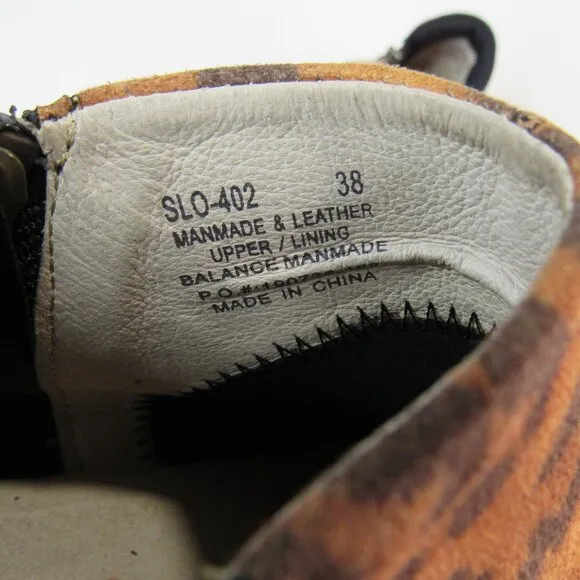 SLO-402 38
MANMADE & LEATHER
UPPER / LINING
BALANCE MANMADE
P.O #
MADE IN CHINA